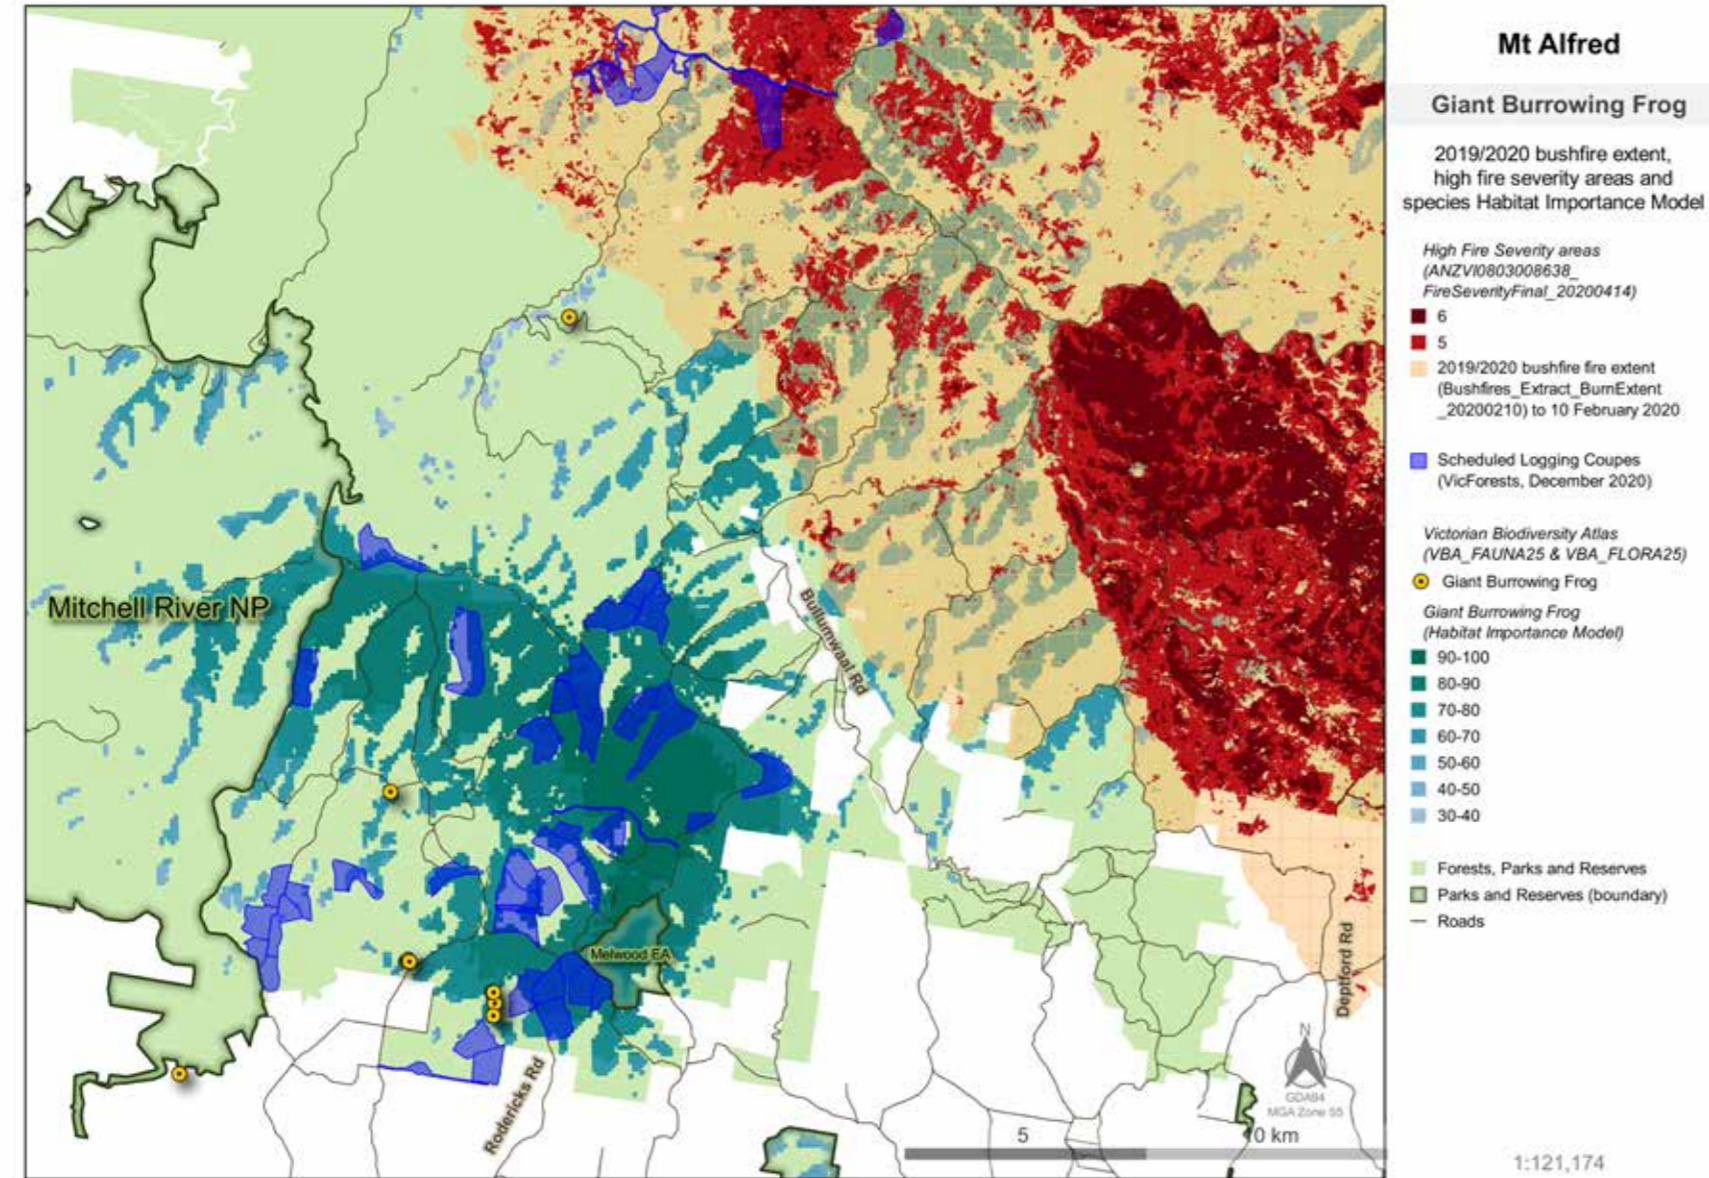 Mt Alfred
Giant Burrowing Frog
2019/2020 bushfire extent,
high fire severity areas and
species Habitat Importance Model
High Fire Severity areas
(ANZVI0803008638_
FireSeverityFinal_20200414)
6
5
2019/2020 bushfire fire extent
(Bushfires_Extract_BurnExtent
_20200210) to 10 February 2020
Scheduled Logging Coupes
(VicForests, December 2020)
Victorian Biodiversity Atlas
(VBA_FAUNA25 & VBA_FLORA25)
Giant Burrowing Frog
Giant Burrowing Frog
(Habitat Importance Model)
90-100
80-90
70-80
60-70
50-60
40-50
30-40
Forests, Parks and Reserves
Parks and Reserves (boundary)
Roads
Mitchell River NP
Bullumwaal Rd
Melwood EA
Deptford Rd
Rodericks Rd
N
GDA94
MGA Zone 55
5
10 km
1:121,174